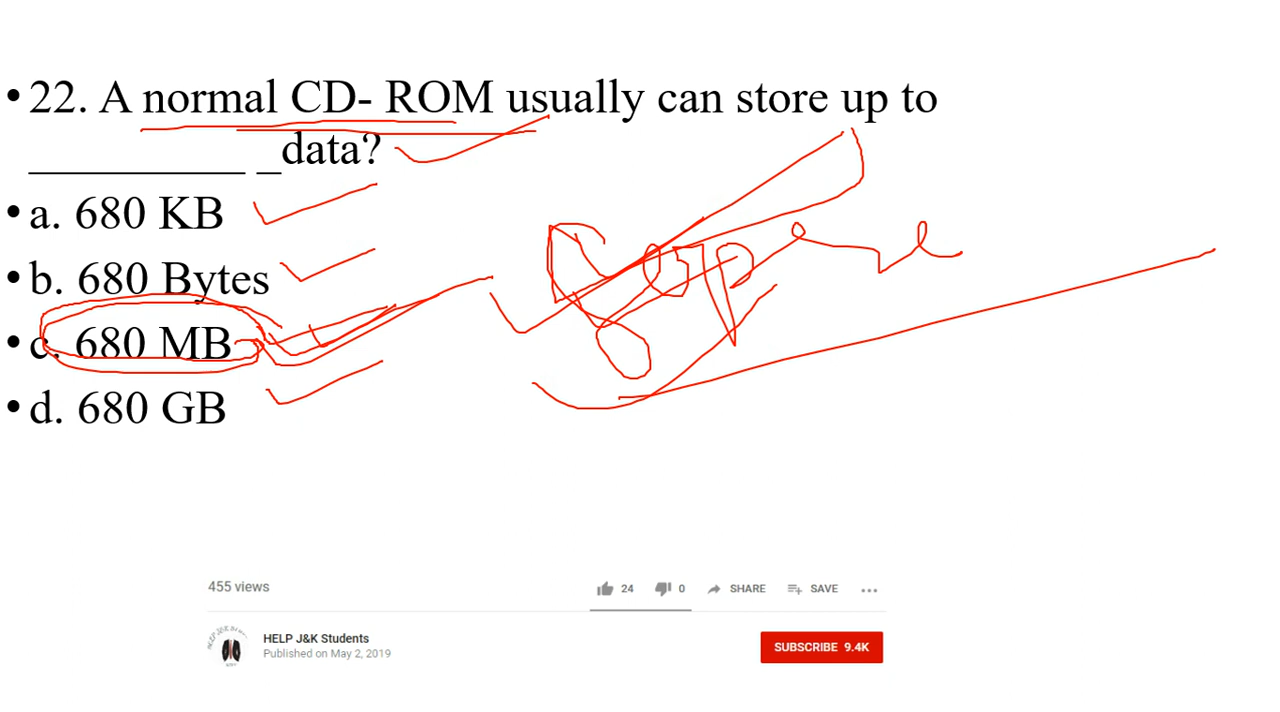 • 22. A normal CD- ROM usually can store up to
__________ _data?
• a. 680 KB
• b. 680 Bytes
• c. 680 MB
• d. 680 GB
455 views
24 0 SHARE SAVE ...
HELP J&K Students
Published on May 2, 2019
SUBSCRIBE 9.4K